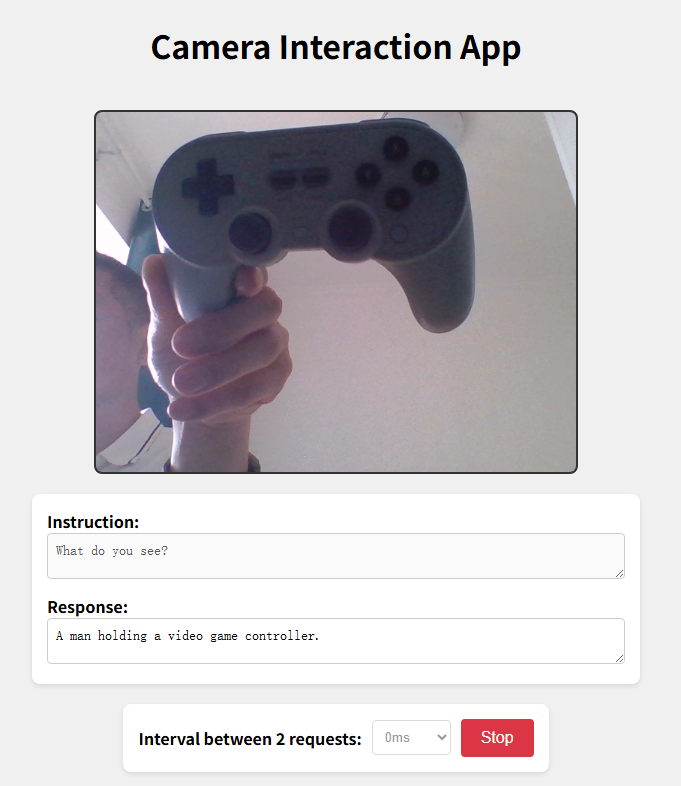 Camera Interaction App
Instruction:
What do you see?
Response:
A man holding a video game controller.
Interval between 2 requests:
0ms
Stop